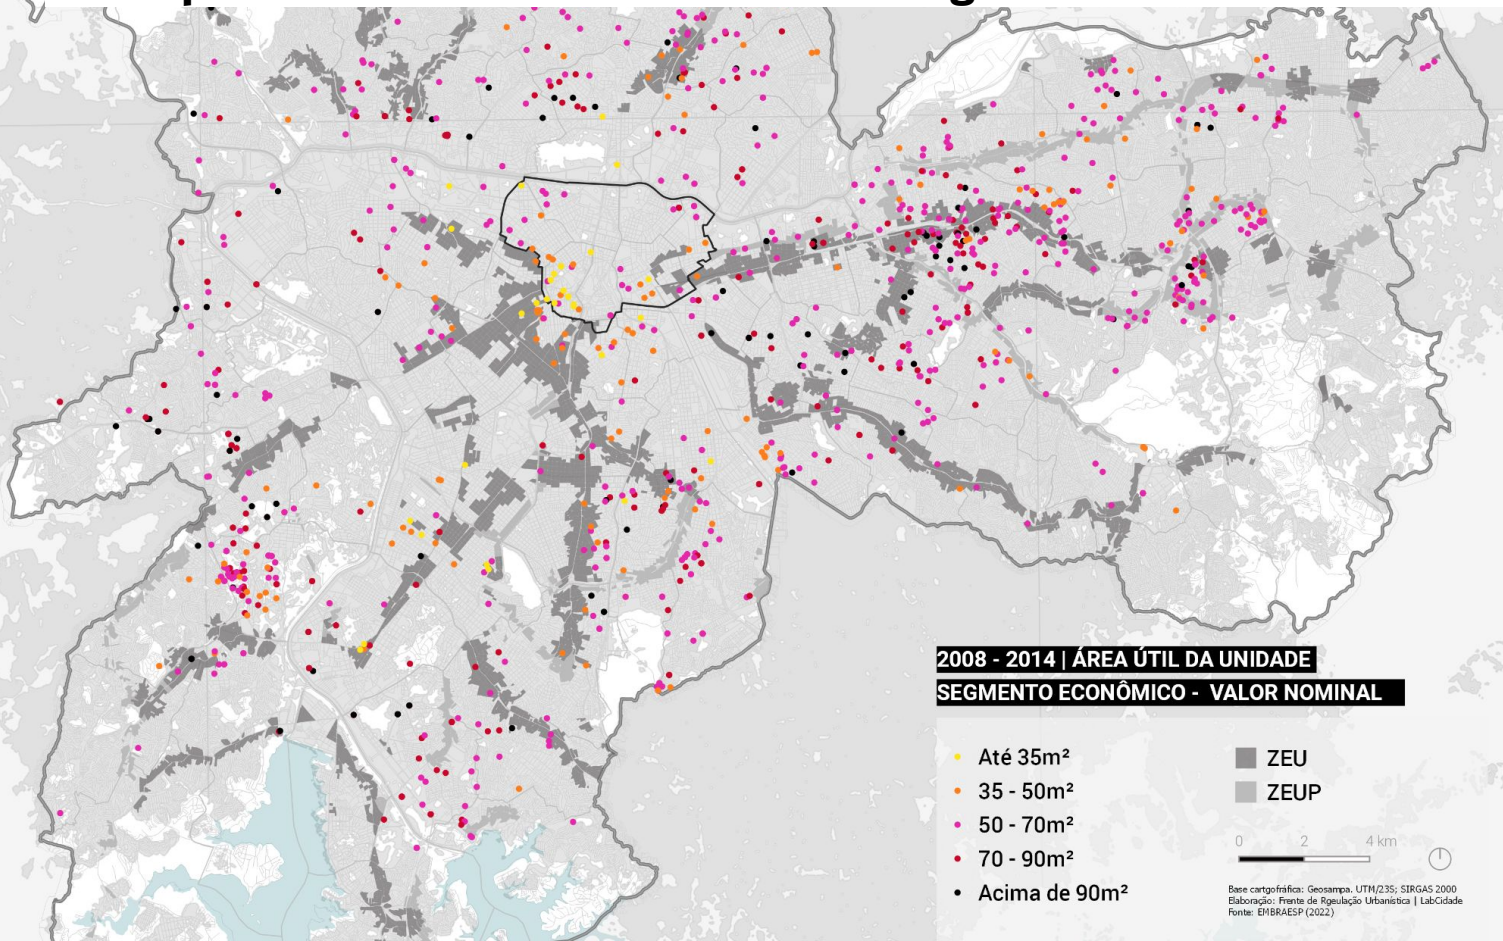 2008 - 2014 | ÁREA ÚTIL DA UNIDADE
SEGMENTO ECONÔMICO - VALOR NOMINAL
Até 35m²
35 - 50m²
50 - 70m²
70 - 90m²
Acima de 90m²
ZEU
ZEUP
0 2 4 km
Base cartgofráfica: Geosampa. UTM/23S; SIRGAS 2000
Elaboração: Frente de Rgeulação Urbanística | LabCidade
Fonte: EMBRAESP (2022)